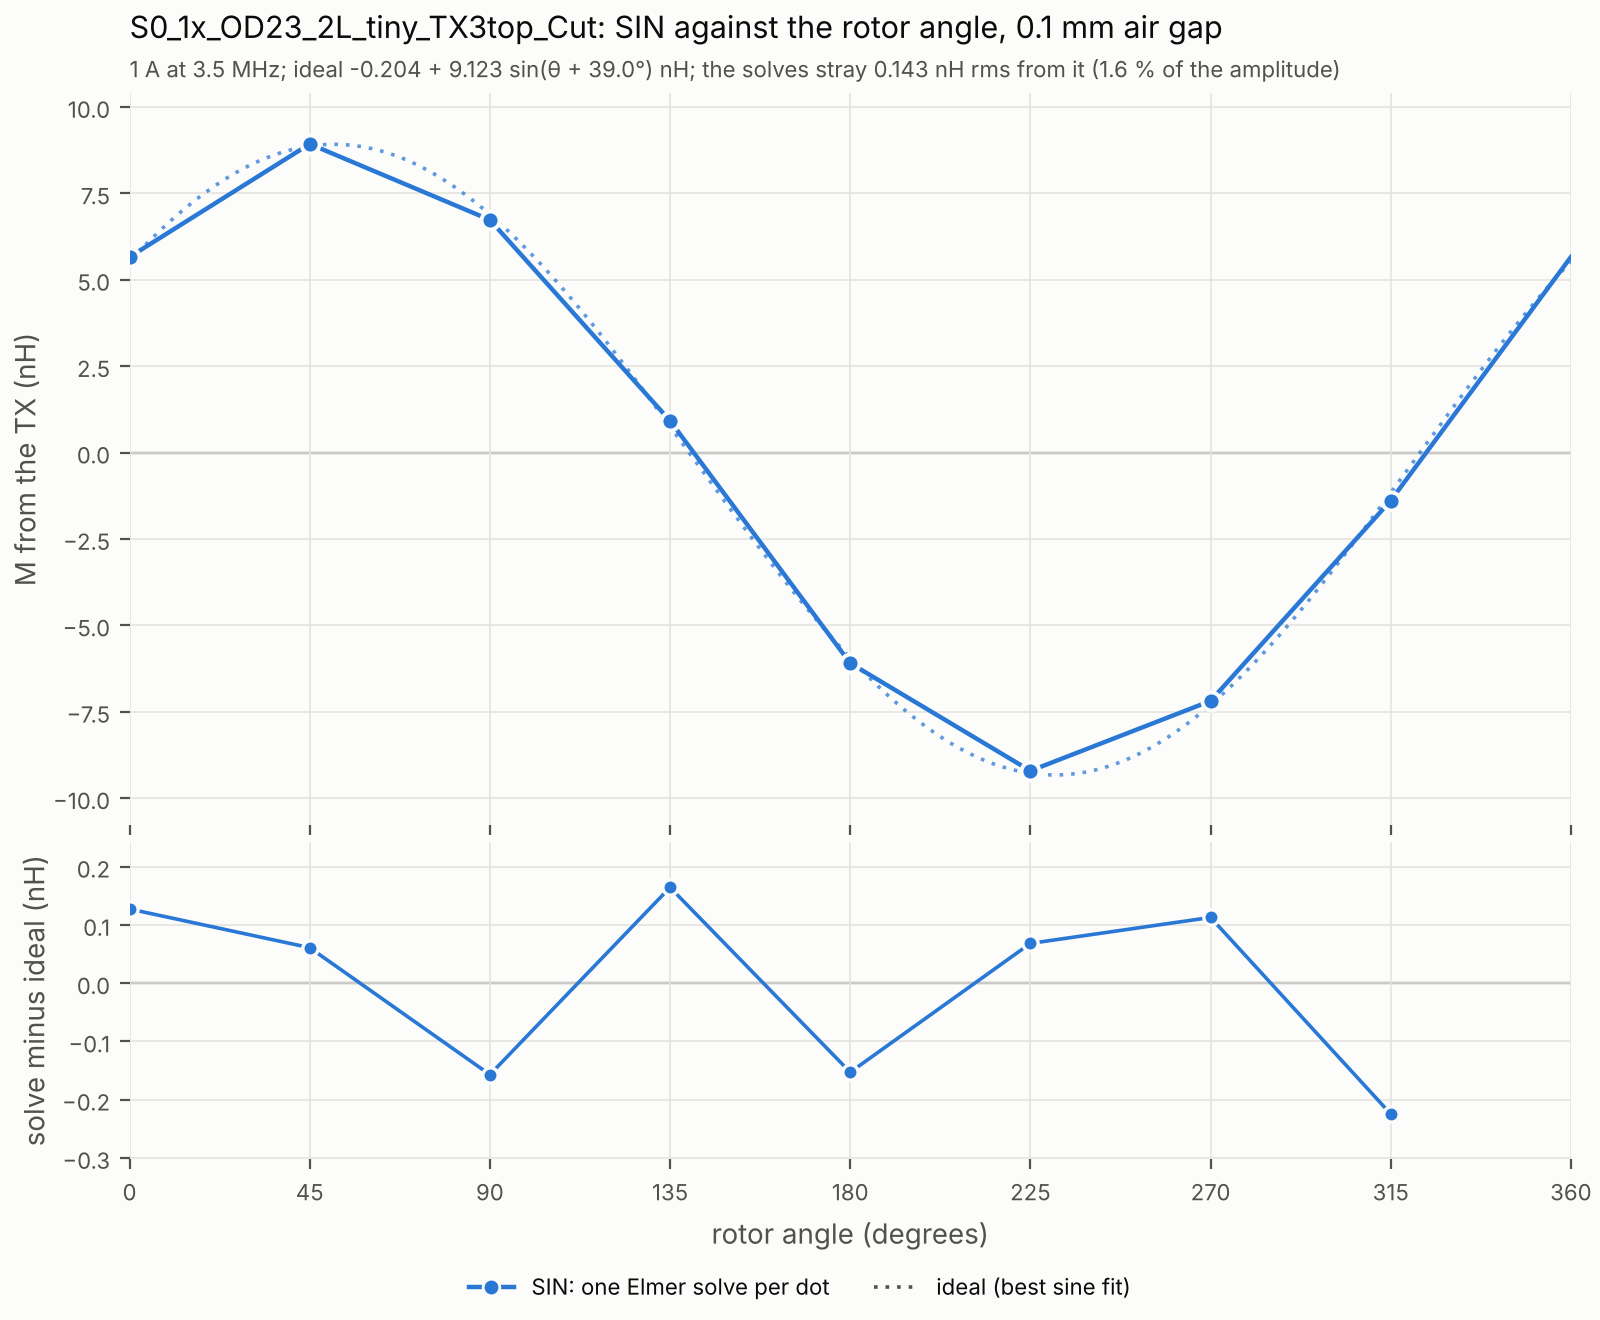 S0_1x_OD23_2L_tiny_TX3top_Cut: SIN against the rotor angle, 0.1 mm air gap
1 A at 3.5 MHz; ideal -0.204 + 9.123 sin(θ + 39.0°) nH; the solves stray 0.143 nH rms from it (1.6 % of the amplitude)
M from the TX (nH)
10.0
7.5
5.0
2.5
0.0
−2.5
−5.0
−7.5
−10.0
solve minus ideal (nH)
0.2
0.1
0.0
−0.1
−0.2
−0.3
0 45 90 135 180 225 270 315 360
rotor angle (degrees)
SIN: one Elmer solve per dot ideal (best sine fit)